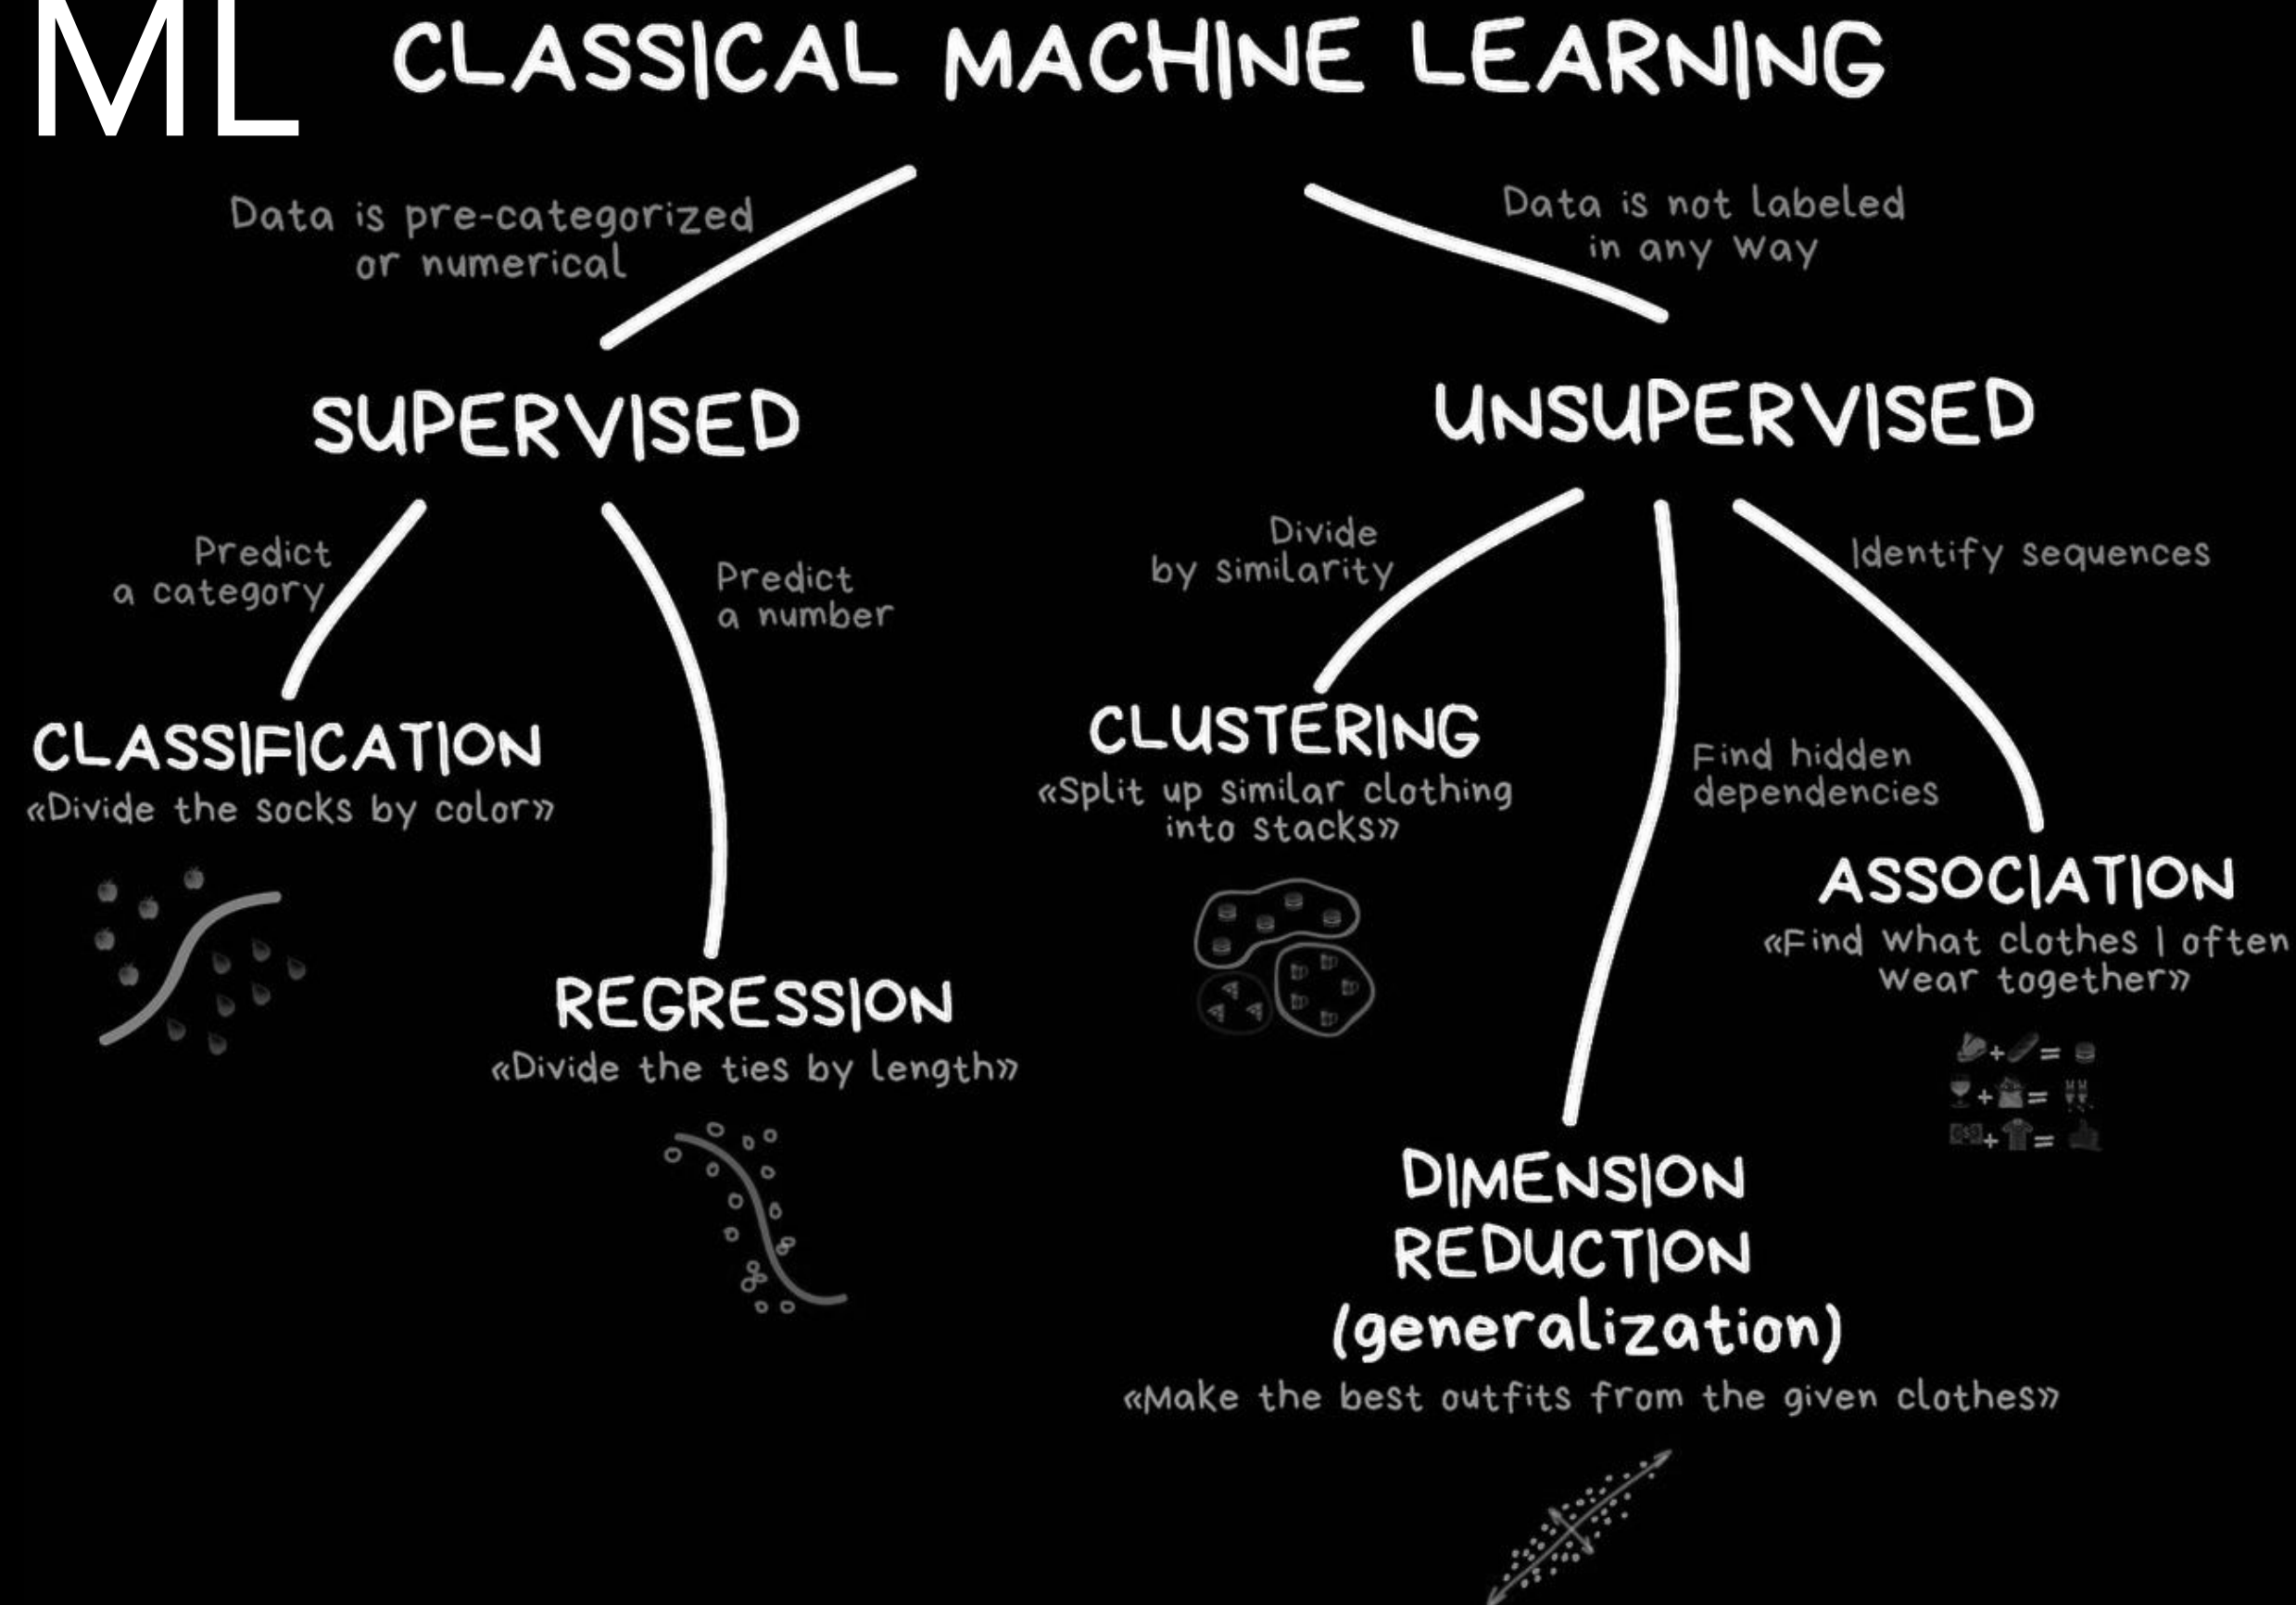 ML
CLASSICAL MACHINE LEARNING
Data is pre-categorized
or numerical
Data is not labeled
in any way
SUPERVISED
UNSUPERVISED
Predict
a category
Predict
a number
Divide
by similarity
Identify sequences
CLASSIFICATION
«Divide the socks by color»
CLUSTERING
«Split up similar clothing
into stacks»
Find hidden
dependencies
ASSOCIATION
«Find what clothes I often
wear together»
REGRESSION
«Divide the ties by length»
+ =
+ =
+ =
DIMENSION
REDUCTION
(generalization)
«Make the best outfits from the given clothes»